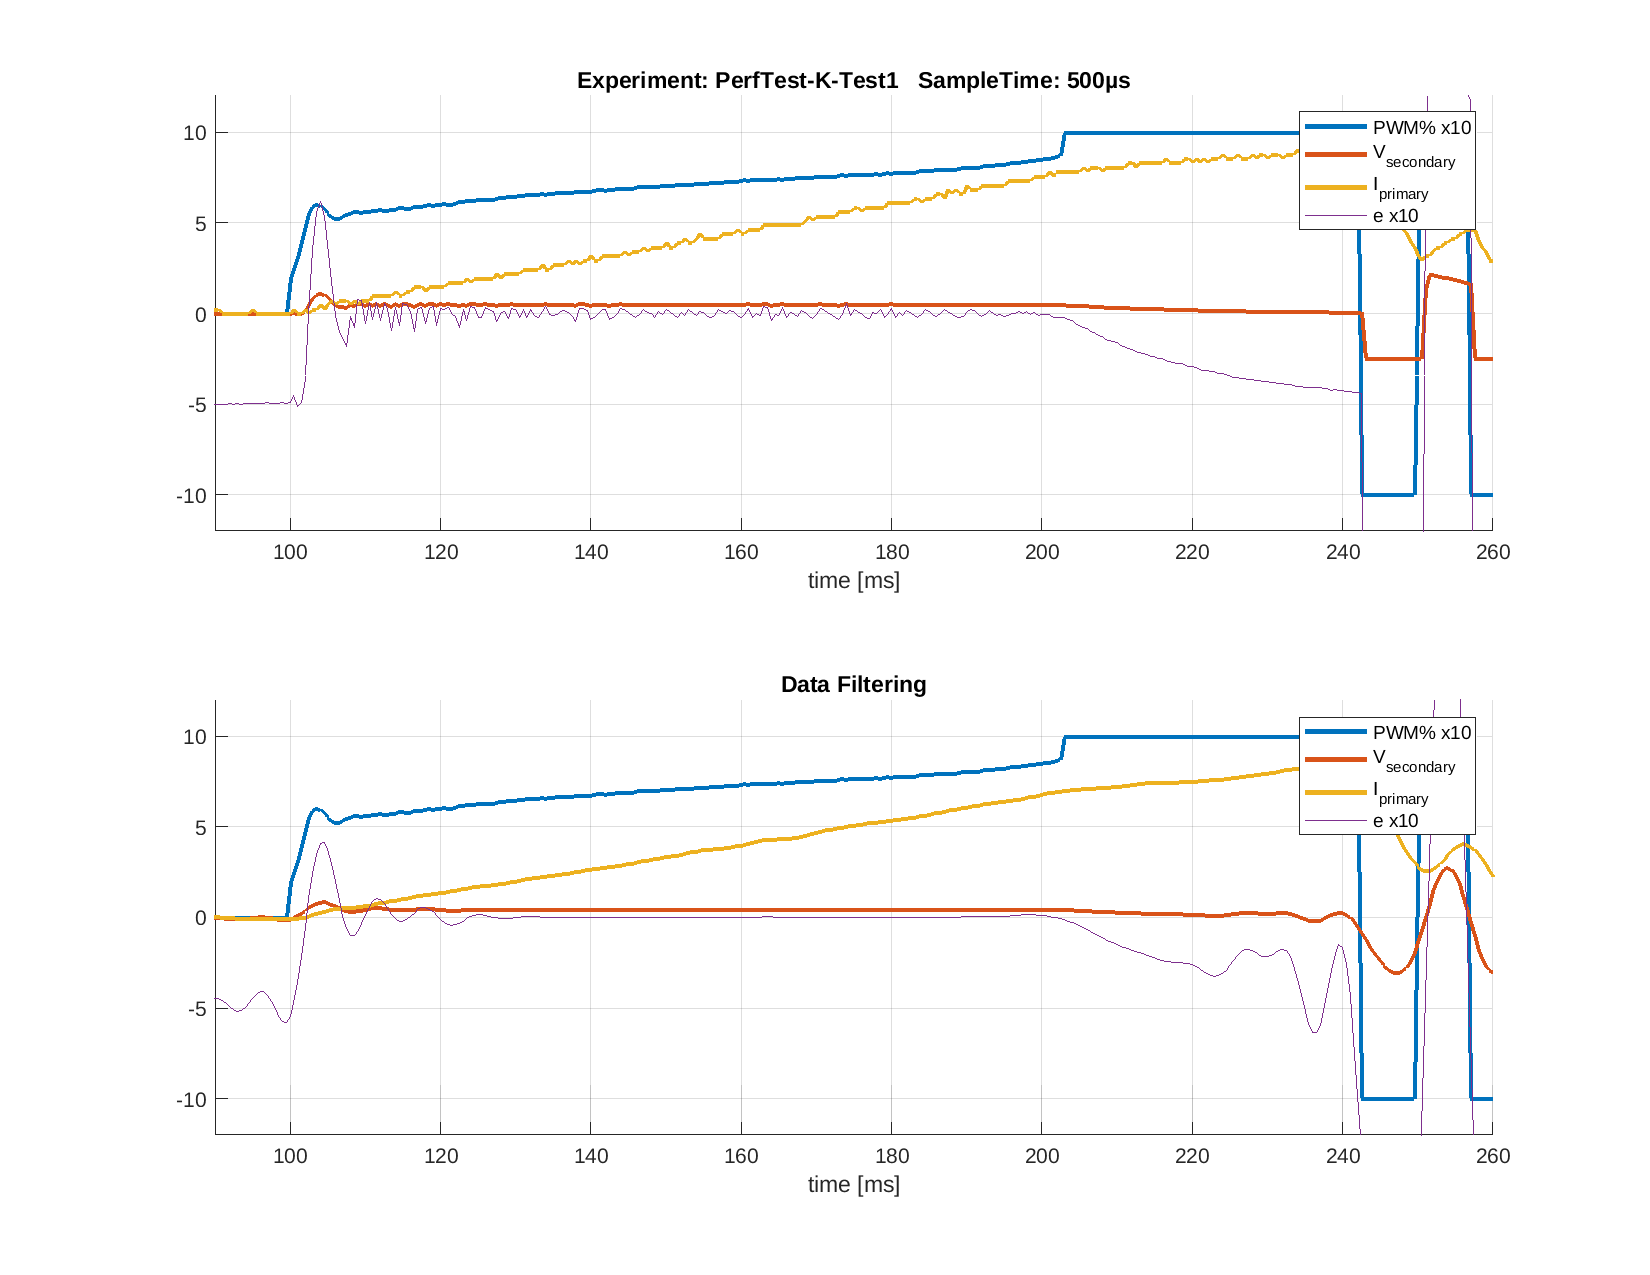 Experiment: PerfTest-K-Test1   SampleTime: 500µs
10
5
0
-5
-10
PWM% x10
Vsecondary
Iprimary
e x10
100 120 140 160 180 200 220 240 260
time [ms]
Data Filtering
10
5
0
-5
-10
PWM% x10
Vsecondary
Iprimary
e x10
100 120 140 160 180 200 220 240 260
time [ms]